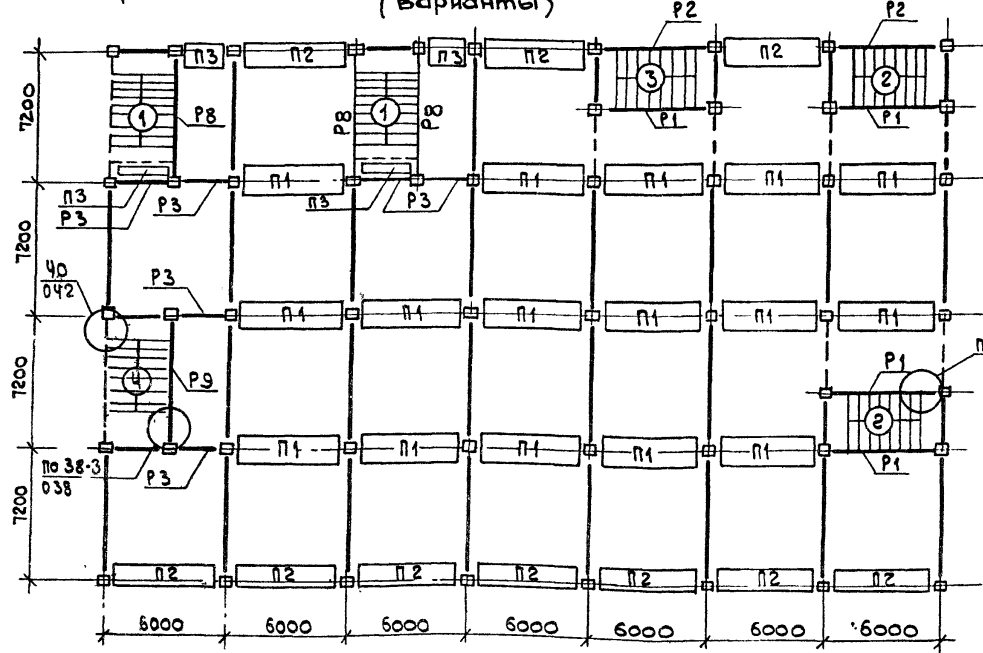 (варианты)
Р2 Р2
П3 П2 П3 П2 П2
3 2
7200 1 Р8 Р8 1 Р8 Р1 Р1
П1 П1 П1 П1 П1
П3 Р3 Р3 П3 Р3
7200
40 Р3
042
П1 П1 П1 П1 П1 П1
П
7200 4 Р9 Р1
2
П1 П1 П1 П1 П1
по 38-3 Р3 Р1
038
7200
П2 П2 П2 П2 П2 П2 П2
6000 6000 6000 6000 6000 6000 6000